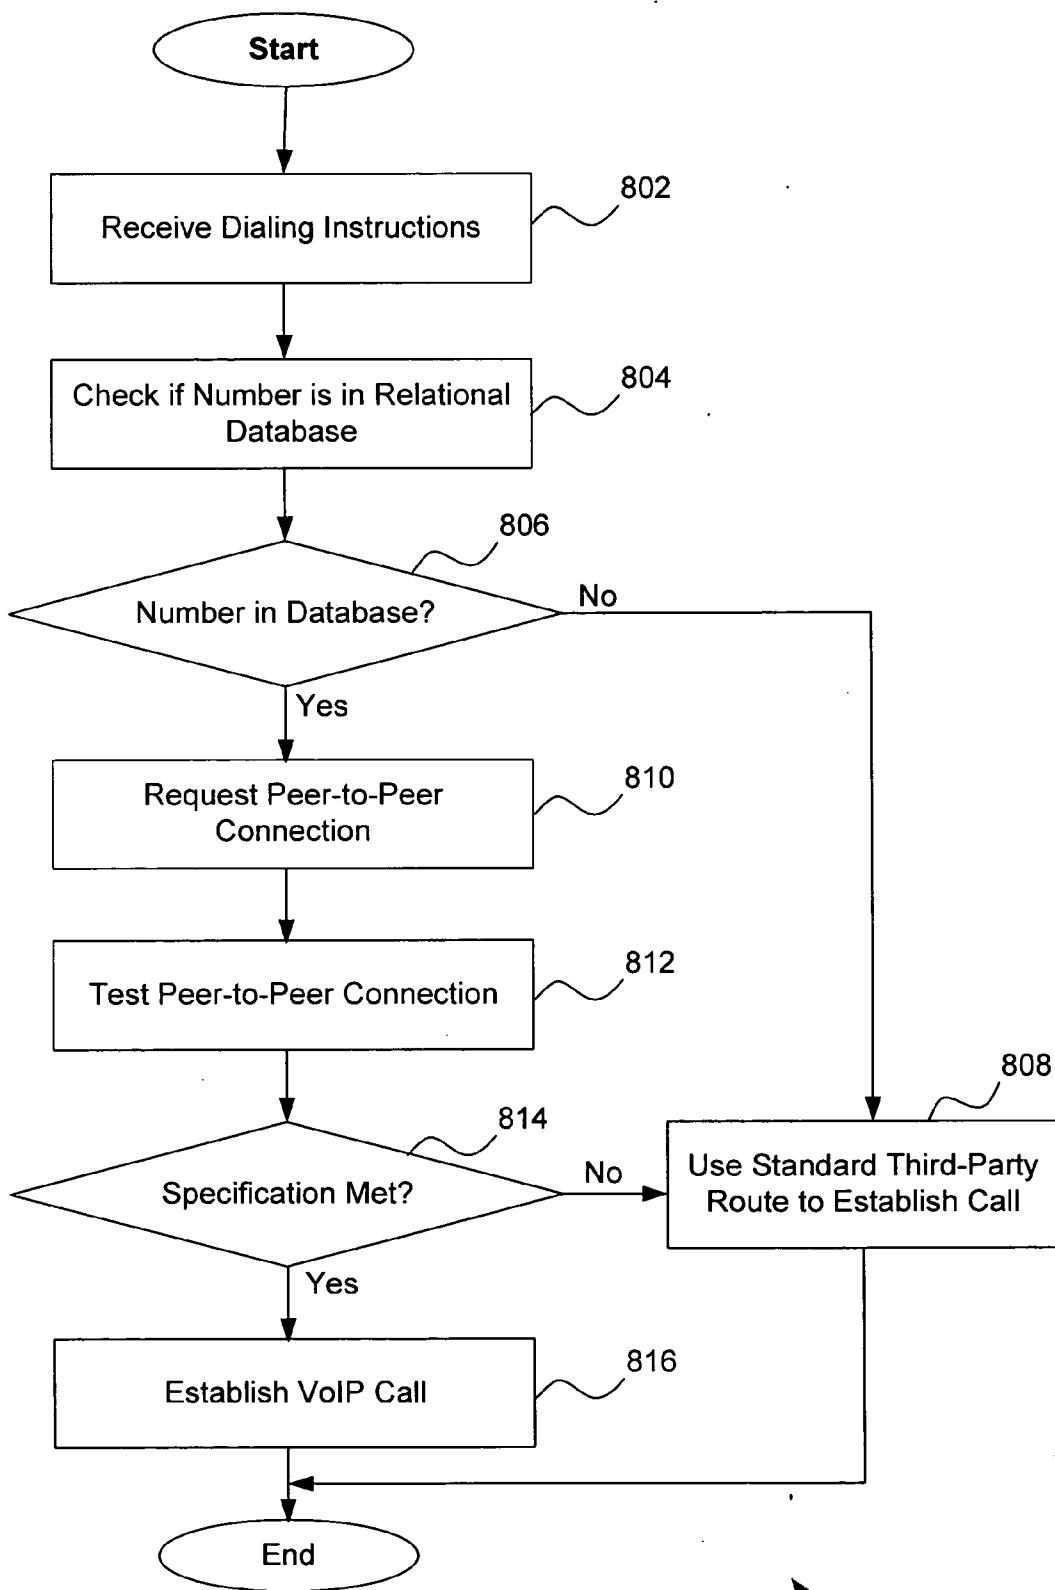 Start
802
Receive Dialing Instructions
804
Check if Number is in Relational
Database
806
Number in Database?
No
Yes
810
Request Peer-to-Peer
Connection
812
Test Peer-to-Peer Connection
808
814
Use Standard Third-Party
Route to Establish Call
Specification Met?
No
Yes
816
Establish VoIP Call
End